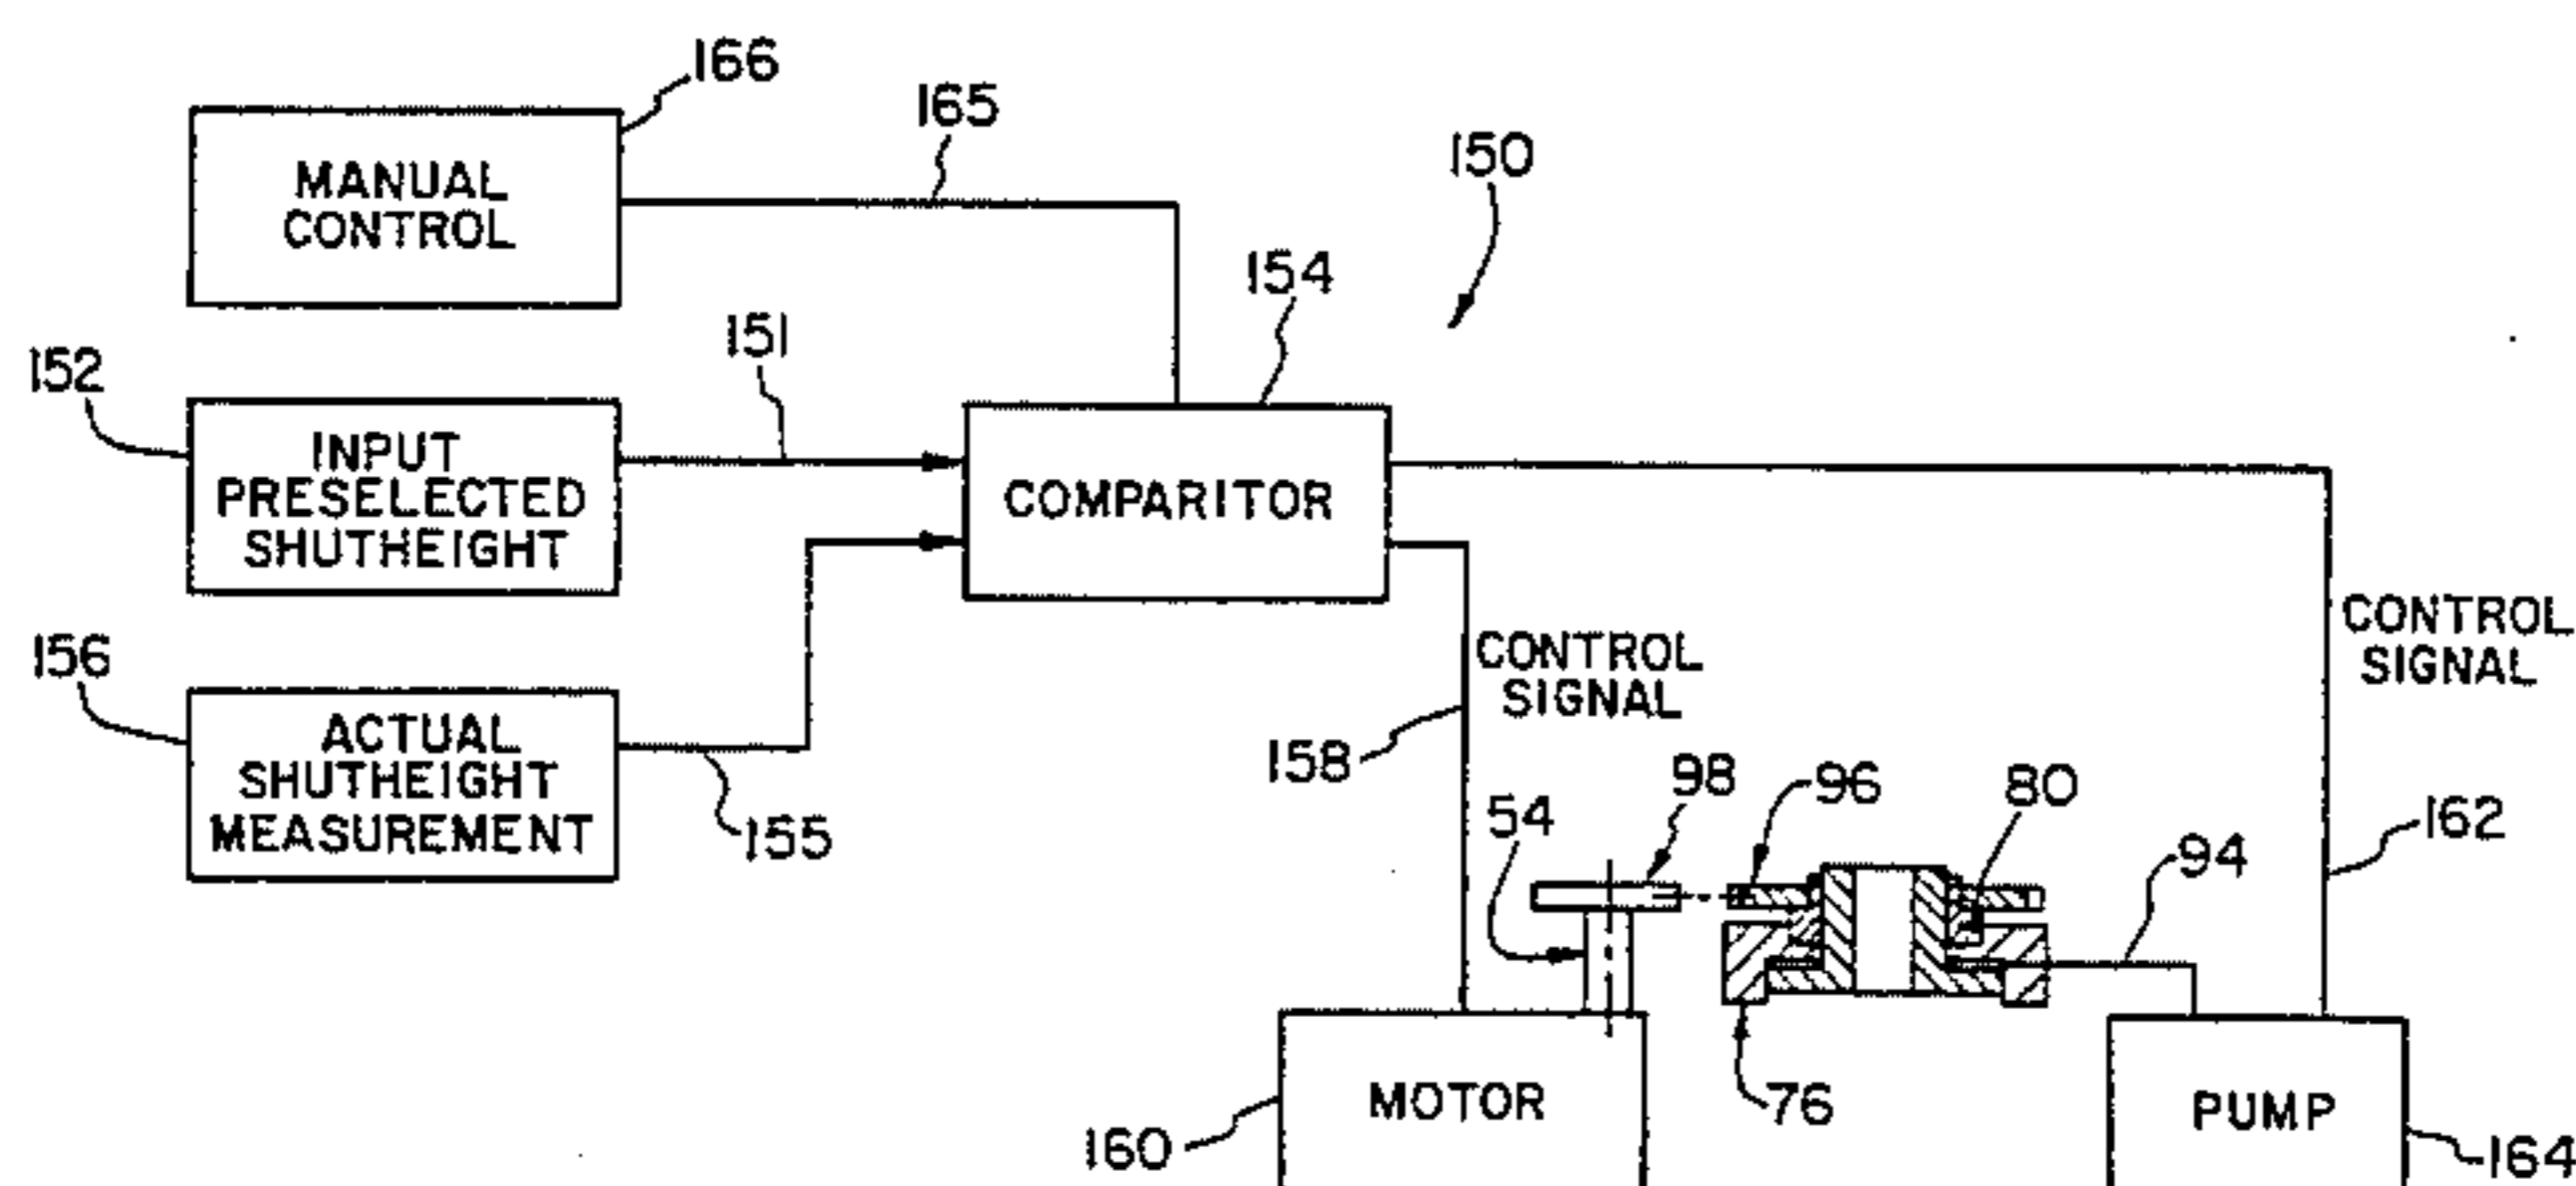 166
165
150
MANUAL
CONTROL
154
151
152
INPUT
PRESELECTED
SHUTHEIGHT
COMPARITOR
CONTROL
SIGNAL
CONTROL
SIGNAL
156
ACTUAL
SHUTHEIGHT
MEASUREMENT
155
158
98
96
80
54
162
94
76
MOTOR
PUMP
160
164